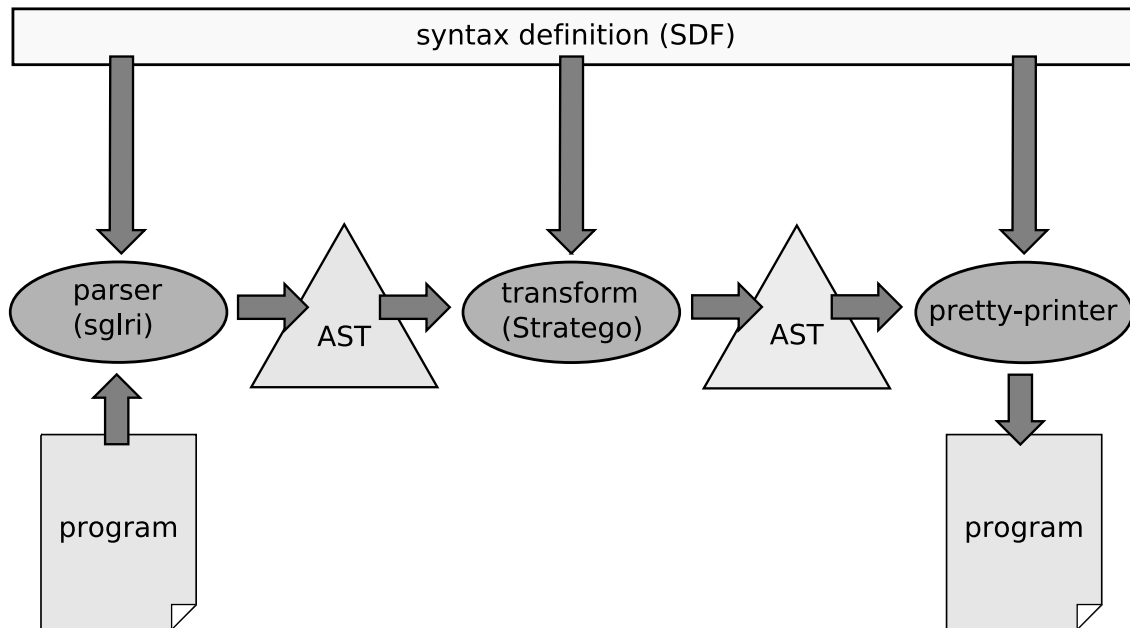 syntax definition (SDF)
parser
(sglri)
AST
transform
(Stratego)
AST
pretty-printer
program
program